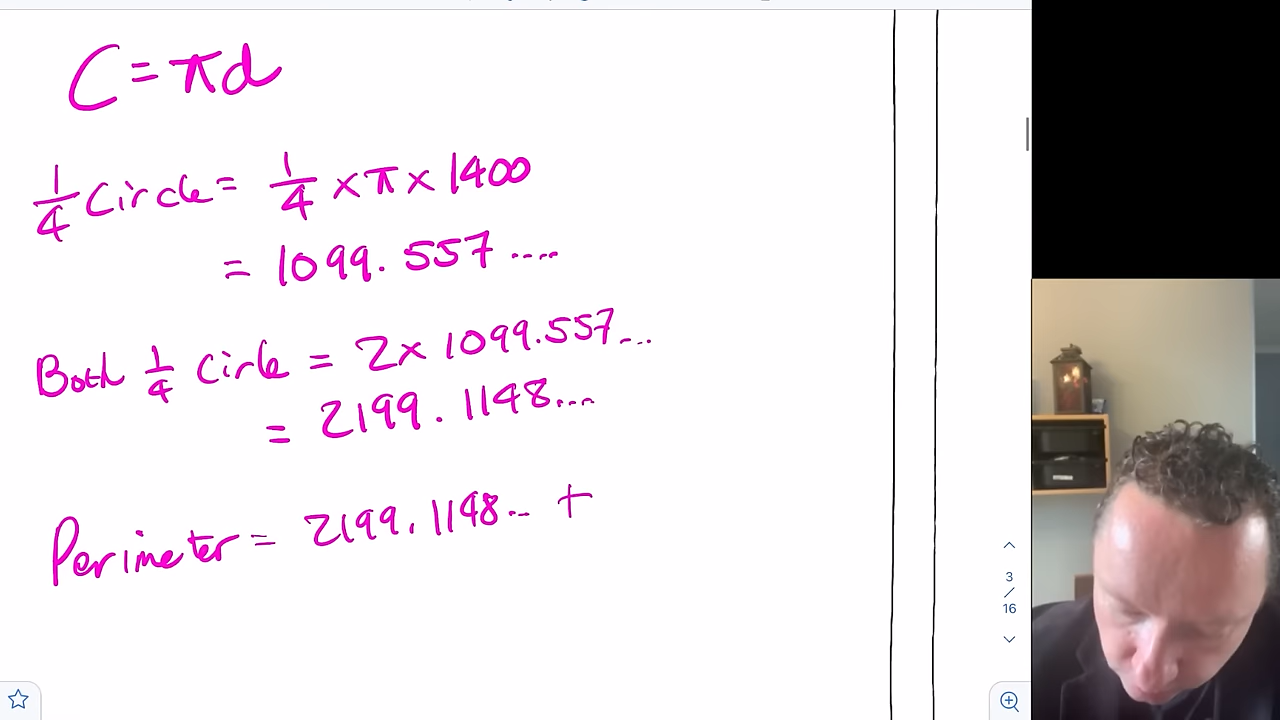 C = πd
1/4 Circle = 1/4 × π × 1400
= 1099.557....
Both 1/4 Circle = 2 × 1099.557...
= 2199.1148...
Perimeter = 2199.1148... +
3
/
16